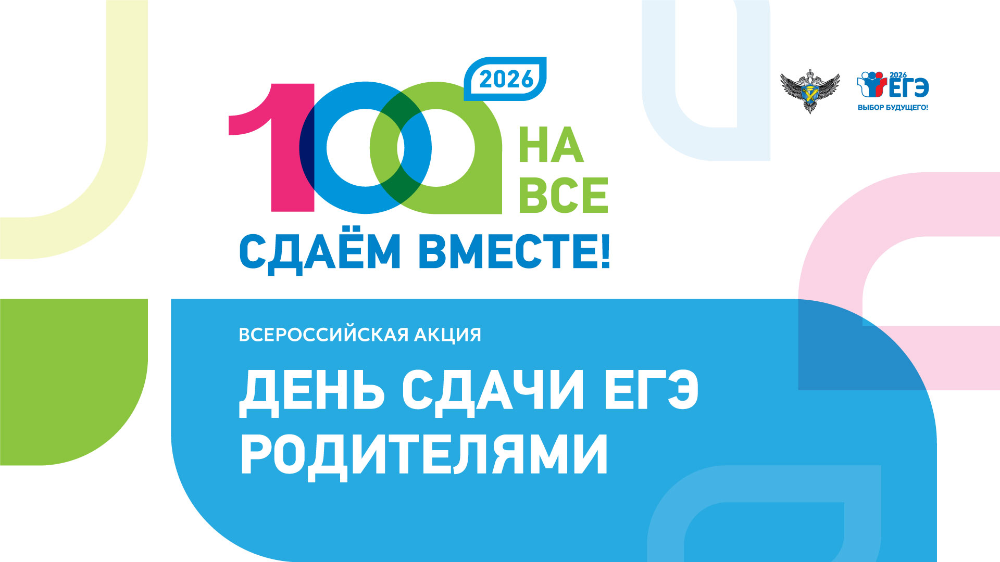 2026
100 НА
ВСЕ
СДАЁМ ВМЕСТЕ!
2026
ЕГЭ
ВЫБОР БУДУЩЕГО!
ВСЕРОССИЙСКАЯ АКЦИЯ
ДЕНЬ СДАЧИ ЕГЭ
РОДИТЕЛЯМИ